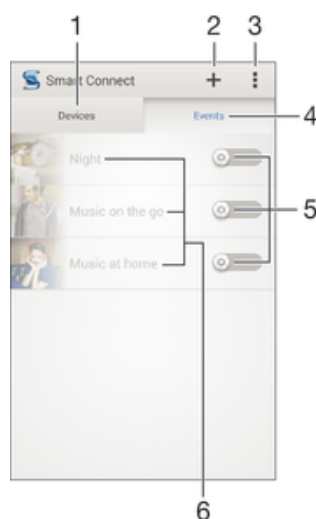 1 2 3
Smart Connect
Devices Events 4
Night
Music on the go 5
Music at home
6